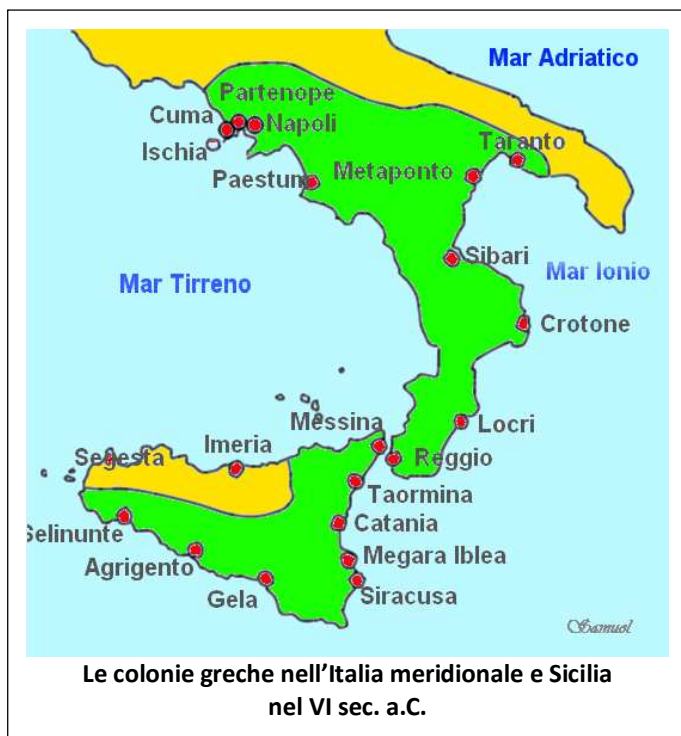 Mar Adriatico
Partenope
Cuma
Napoli
Ischia
Taranto
Paestum
Metaponto
Sibari
Mar Ionio
Mar Tirreno
Crotone
Messina
Locri
Imeria
Segesta
Reggio
Taormina
Selinunte
Catania
Agrigento
Megara Iblea
Gela
Siracusa
Samuol
Le colonie greche nell’Italia meridionale e Sicilia
nel VI sec. a.C.